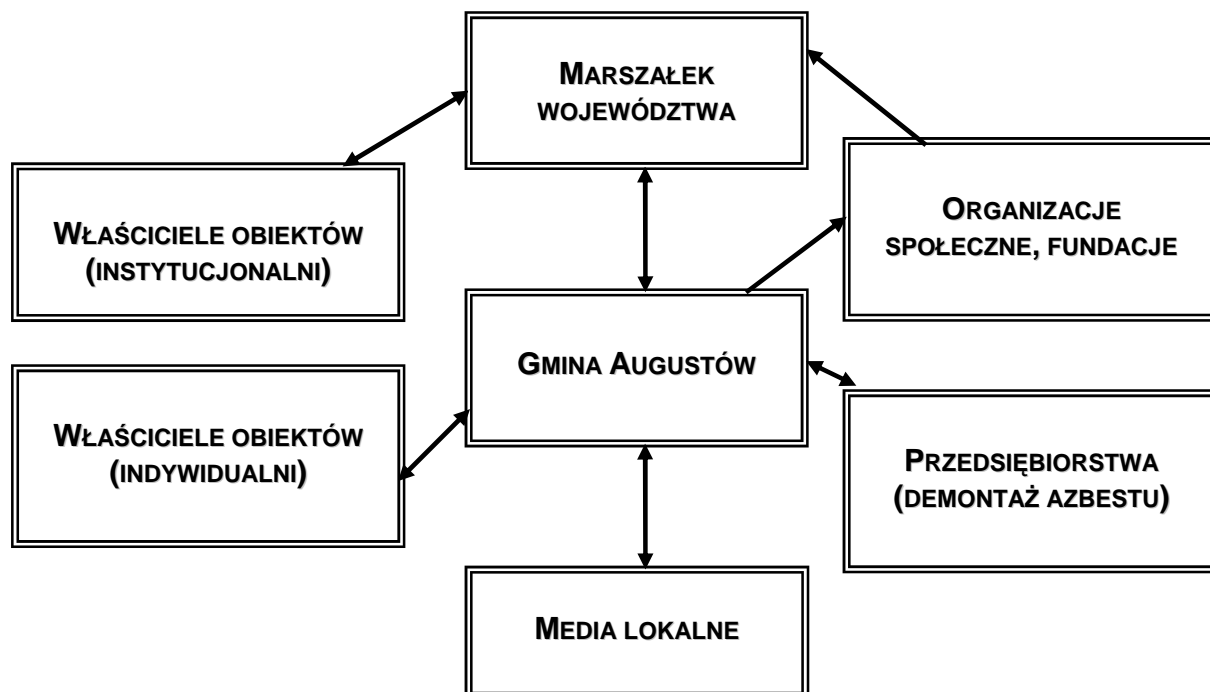 MARSZAŁEK
WOJEWÓDZTWA
WŁAŚCICIELE OBIEKTÓW
(INSTYTUCJONALNI)
ORGANIZACJE
SPOŁECZNE, FUNDACJE
GMINA AUGUSTÓW
WŁAŚCICIELE OBIEKTÓW
(INDYWIDUALNI)
PRZEDSIĘBIORSTWA
(DEMONTAŻ AZBESTU)
MEDIA LOKALNE